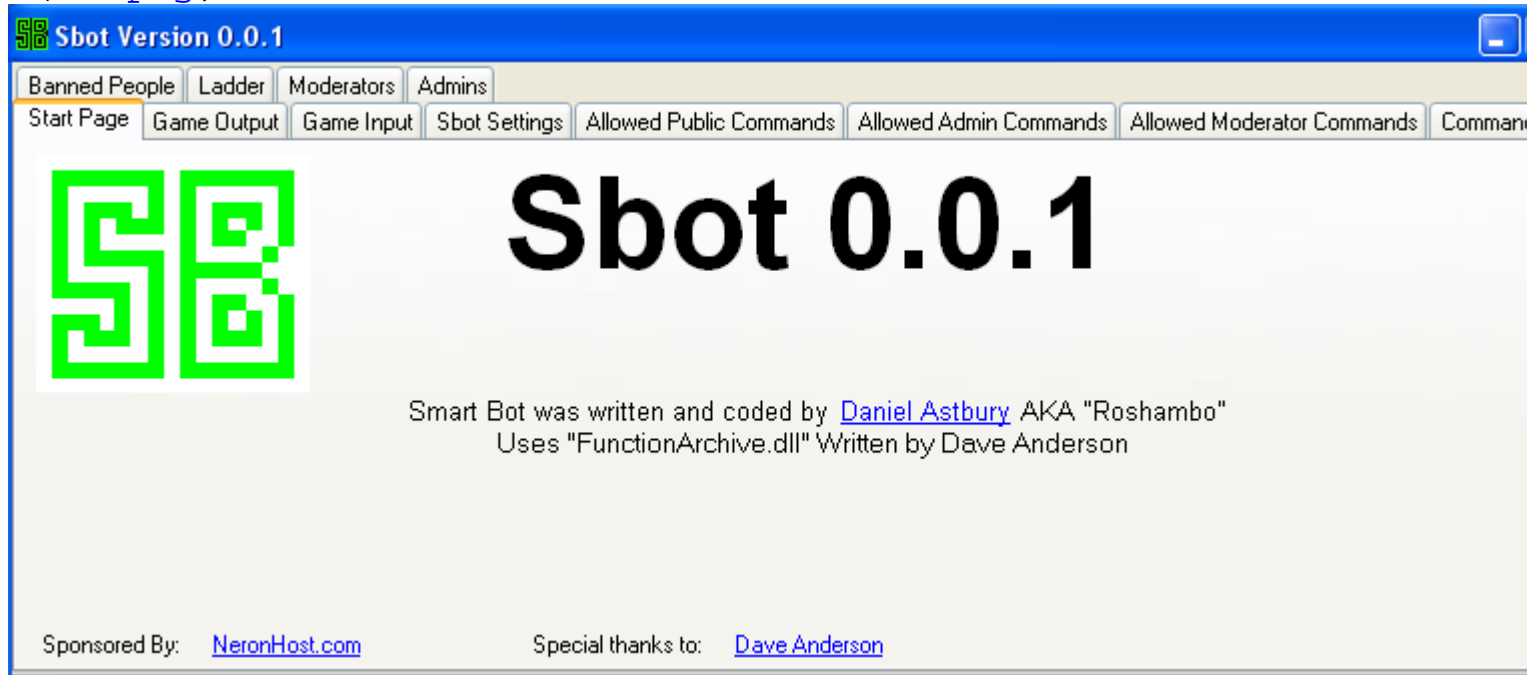 Sbot Version 0.0.1
Banned People Ladder Moderators Admins
Start Page Game Output Game Input Sbot Settings Allowed Public Commands Allowed Admin Commands Allowed Moderator Commands
SB
Sbot 0.0.1
Smart Bot was written and coded by Daniel Astbury AKA "Roshambo"
Uses "FunctionArchive.dll" Written by Dave Anderson
Sponsored By: NeronHost.com Special thanks to: Dave Anderson